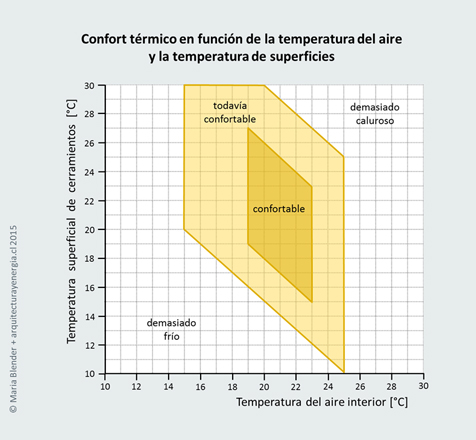 Confort térmico en función de la temperatura del aire
y la temperatura de superficies
Temperatura superficial de cerramientos [°C]
30
28
26
24
22
20
18
16
14
12
10
todavía
confortable
demasiado
caluroso
confortable
demasiado
frío
10 12 14 16 18 20 22 24 26 28 30
Temperatura del aire interior [°C]
© Maria Blender + arquitecturayenergia.cl 2015